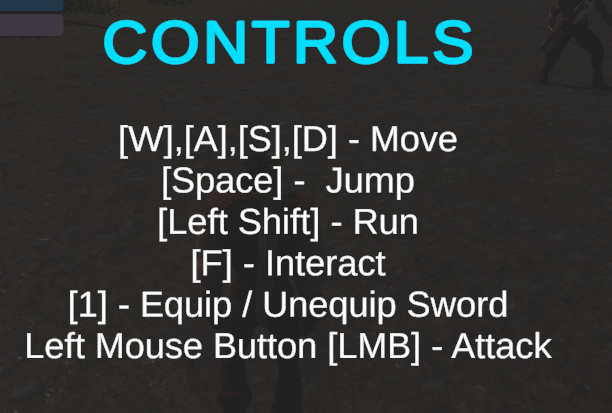 CONTROLS
[W],[A],[S],[D] - Move
[Space] -  Jump
[Left Shift] - Run
[F] - Interact
[1] - Equip / Unequip Sword
Left Mouse Button [LMB] - Attack